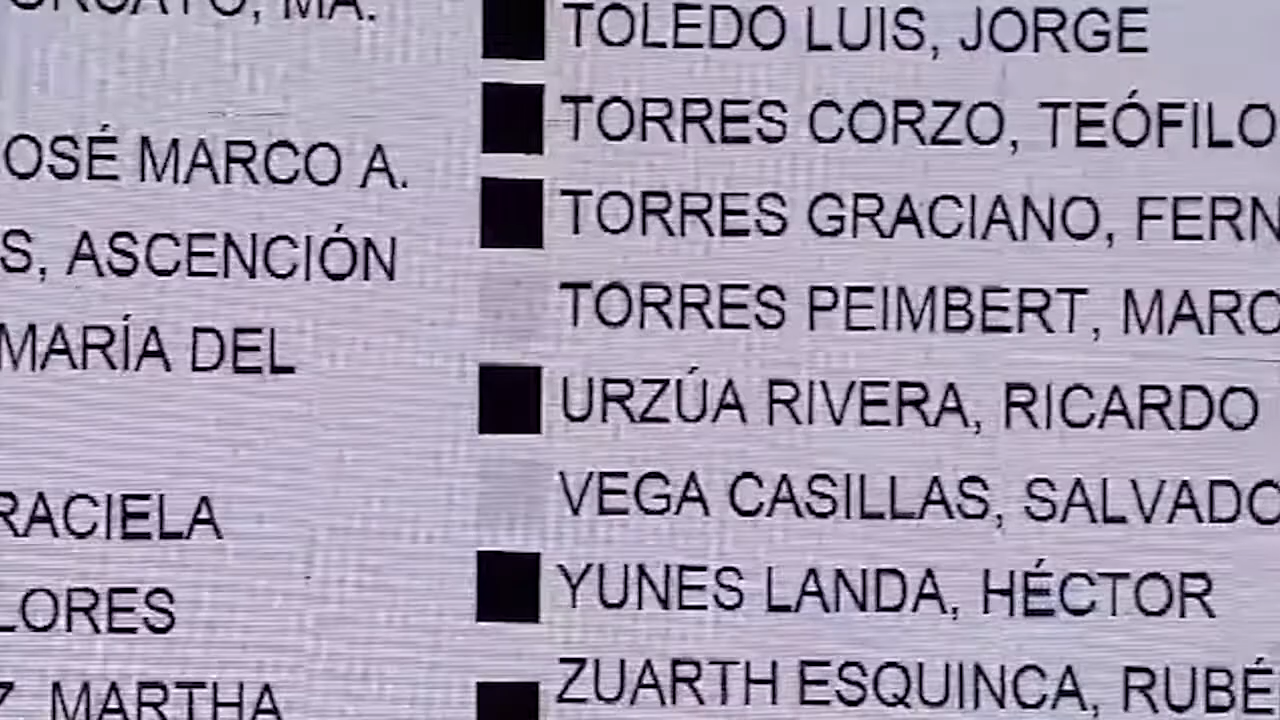 MA.
OSÉ MARCO A.
S, ASCENCIÓN
MARÍA DEL
RACIELA
LORES
Z, MARTHA
TOLEDO LUIS, JORGE
TORRES CORZO, TEÓFILO
TORRES GRACIANO, FERN
TORRES PEIMBERT, MARC
URZÚA RIVERA, RICARDO
VEGA CASILLAS, SALVADO
YUNES LANDA, HÉCTOR
ZUARTH ESQUINCA, RUBÉ